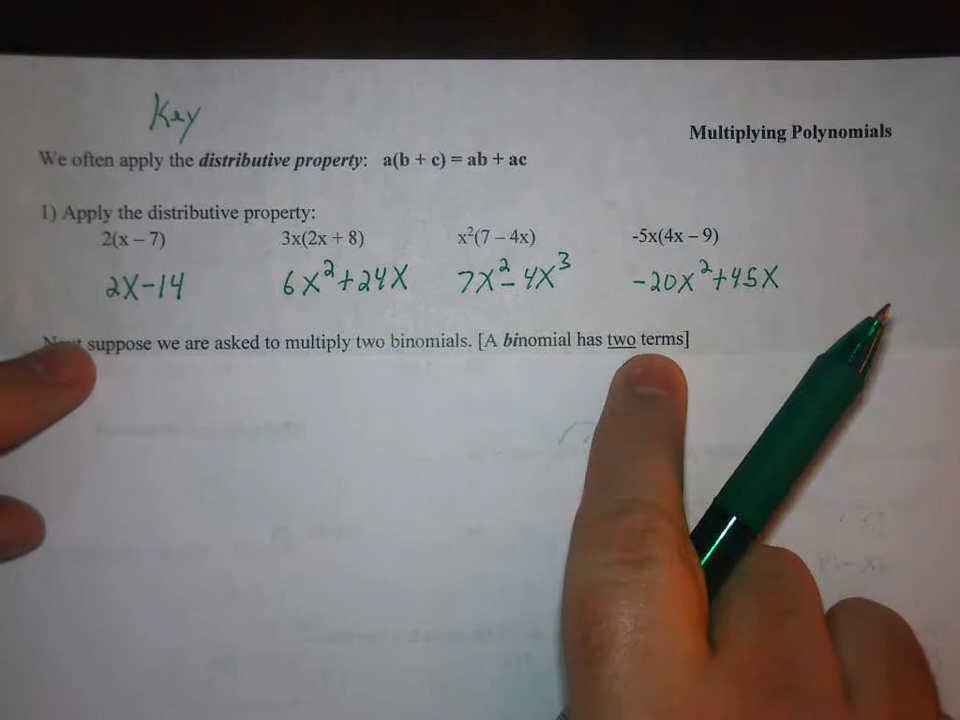 Key
Multiplying Polynomials
We often apply the distributive property: a(b + c) = ab + ac
1) Apply the distributive property:
2(x – 7) 3x(2x + 8) x²(7 – 4x) -5x(4x – 9)
2x-14 6x²+24x 7x²-4x³ -20x²+45x
Next suppose we are asked to multiply two binomials. [A binomial has two terms]